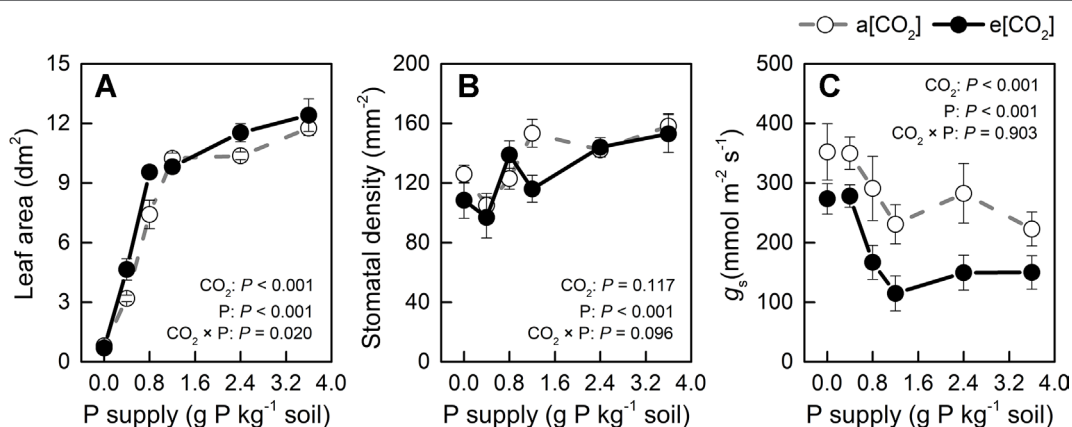 a[CO₂] e[CO₂]
A
Leaf area (dm²)
15
12
9
6
3
0
CO₂: P < 0.001
P: P < 0.001
CO₂ × P: P = 0.020
0.0 0.8 1.6 2.4 3.2 4.0
P supply (g P kg⁻¹ soil)
B
Stomatal density (mm⁻²)
200
160
120
80
40
0
CO₂: P = 0.117
P: P < 0.001
CO₂ × P: P = 0.096
0.0 0.8 1.6 2.4 3.2 4.0
P supply (g P kg⁻¹ soil)
C
gₛ(mmol m⁻² s⁻¹)
500
400
300
200
100
0
CO₂: P < 0.001
P: P < 0.001
CO₂ × P: P = 0.903
0.0 0.8 1.6 2.4 3.2 4.0
P supply (g P kg⁻¹ soil)